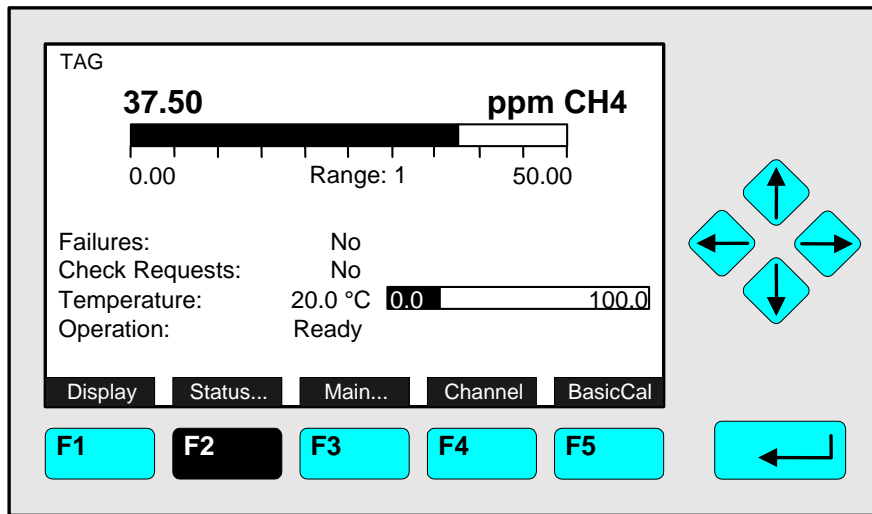 TAG
37.50 ppm CH4
0.00 Range: 1 50.00
Failures: No
Check Requests: No
Temperature: 20.0 °C 0.0 100.0
Operation: Ready
Display Status... Main... Channel BasicCal
F1 F2 F3 F4 F5